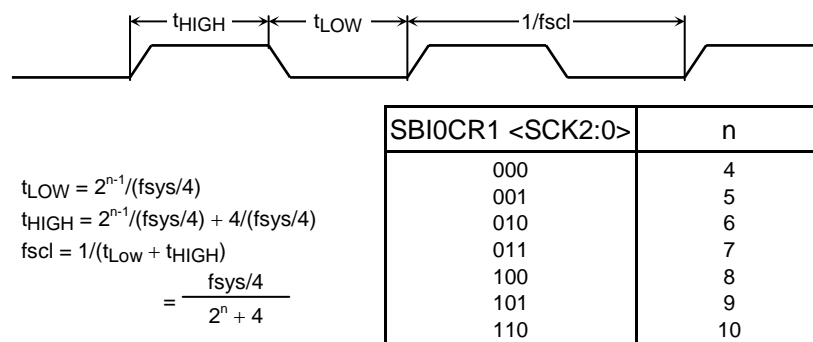 tHIGH tLOW 1/fscl
SBI0CR1 <SCK2:0> n
000 4
001 5
010 6
011 7
100 8
101 9
110 10
tLOW = 2^n-1/(fsys/4)
tHIGH = 2^n-1/(fsys/4) + 4/(fsys/4)
fscl = 1/(tLow + tHIGH)
= fsys/4
2^n + 4